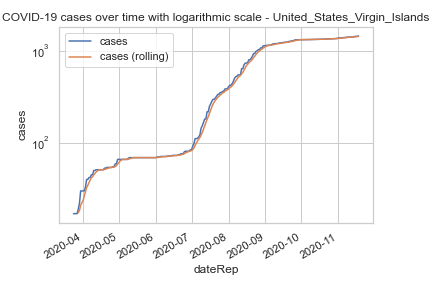 COVID-19 cases over time with logarithmic scale - United_States_Virgin_Islands
cases
cases (rolling)
10³
10²
cases
2020-04
2020-05
2020-06
2020-07
2020-08
2020-09
2020-10
2020-11
dateRep